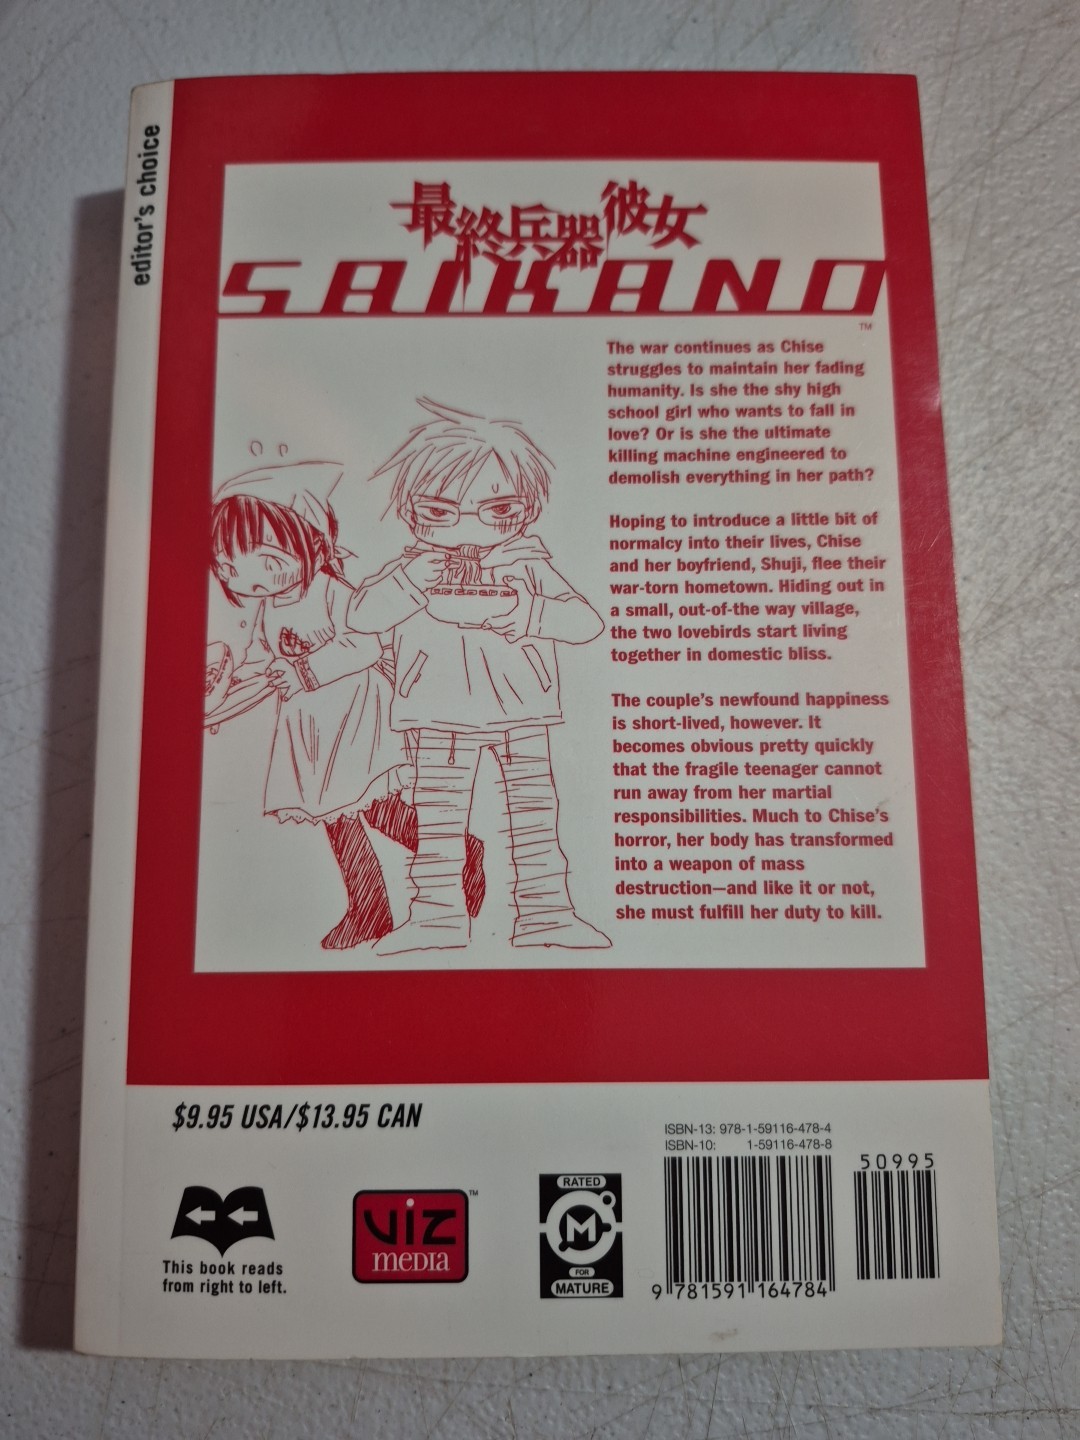 editor's choice
最終兵器彼女
SAIKANO
TM
The war continues as Chise
struggles to maintain her fading
humanity. Is she the shy high
school girl who wants to fall in
love? Or is she the ultimate
killing machine engineered to
demolish everything in her path?
Hoping to introduce a little bit of
normalcy into their lives, Chise
and her boyfriend, Shuji, flee their
war-torn hometown. Hiding out in
a small, out-of-the way village,
the two lovebirds start living
together in domestic bliss.
The couple's newfound happiness
is short-lived, however. It
becomes obvious pretty quickly
that the fragile teenager cannot
run away from her martial
responsibilities. Much to Chise's
horror, her body has transformed
into a weapon of mass
destruction—and like it or not,
she must fulfill her duty to kill.
$9.95 USA/$13.95 CAN
This book reads
from right to left.
VIZ
MEDIA
TM
RATED
M
FOR
MATURE
ISBN-13: 978-1-59116-478-4
ISBN-10: 1-59116-478-8
50995
9 781591 164784